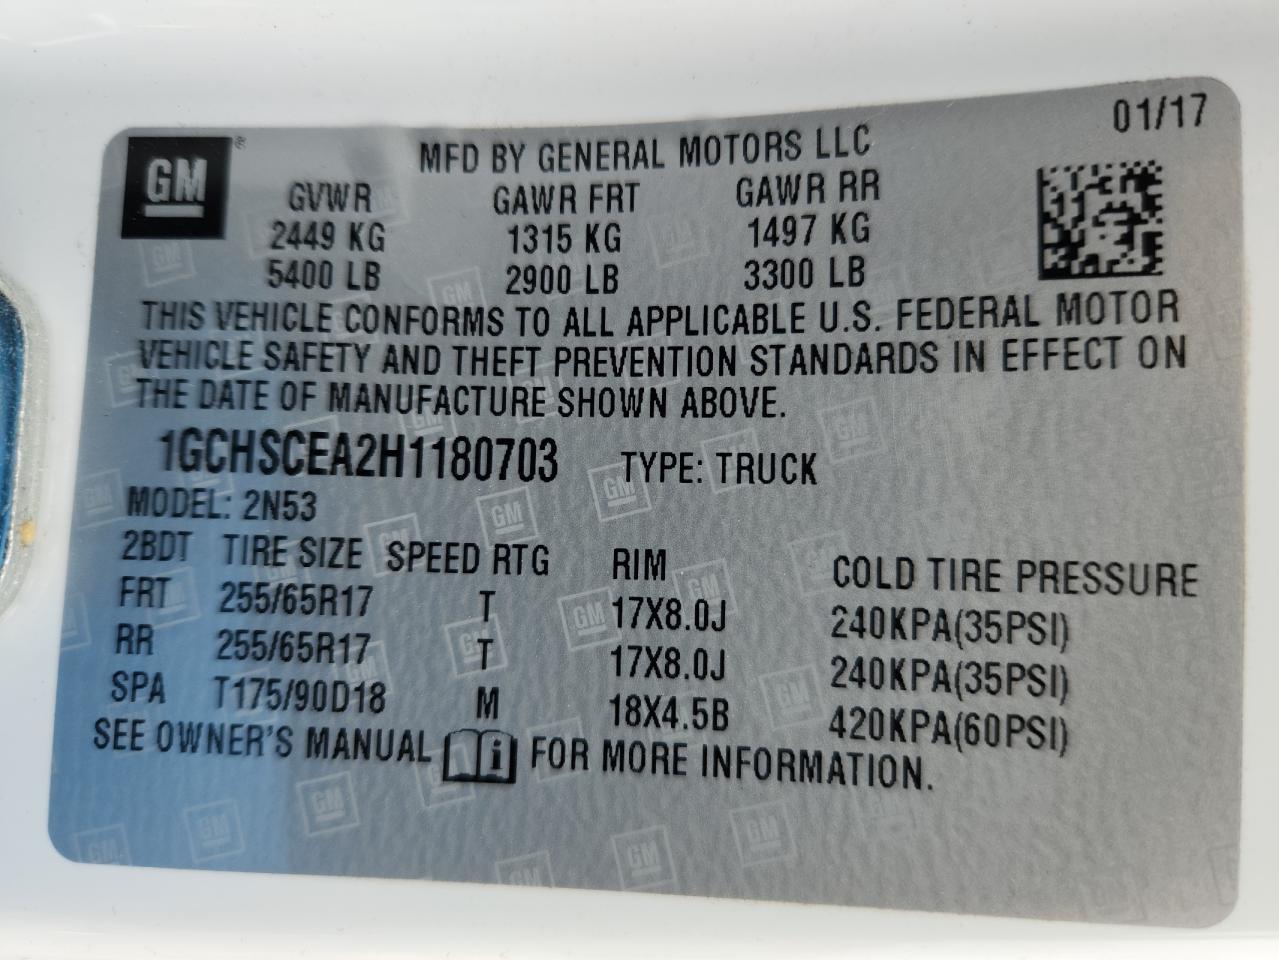 01/17
GM ®
MFD BY GENERAL MOTORS LLC
GVWR GAWR FRT GAWR RR
2449 KG 1315 KG 1497 KG
5400 LB 2900 LB 3300 LB
THIS VEHICLE CONFORMS TO ALL APPLICABLE U.S. FEDERAL MOTOR
VEHICLE SAFETY AND THEFT PREVENTION STANDARDS IN EFFECT ON
THE DATE OF MANUFACTURE SHOWN ABOVE.
1GCHSCEA2H1180703 TYPE: TRUCK
MODEL: 2N53
2BDT TIRE SIZE SPEED RTG RIM COLD TIRE PRESSURE
FRT 255/65R17 T 17X8.0J 240KPA(35PSI)
RR 255/65R17 T 17X8.0J 240KPA(35PSI)
SPA T175/90D18 M 18X4.5B 420KPA(60PSI)
SEE OWNER'S MANUAL i FOR MORE INFORMATION.